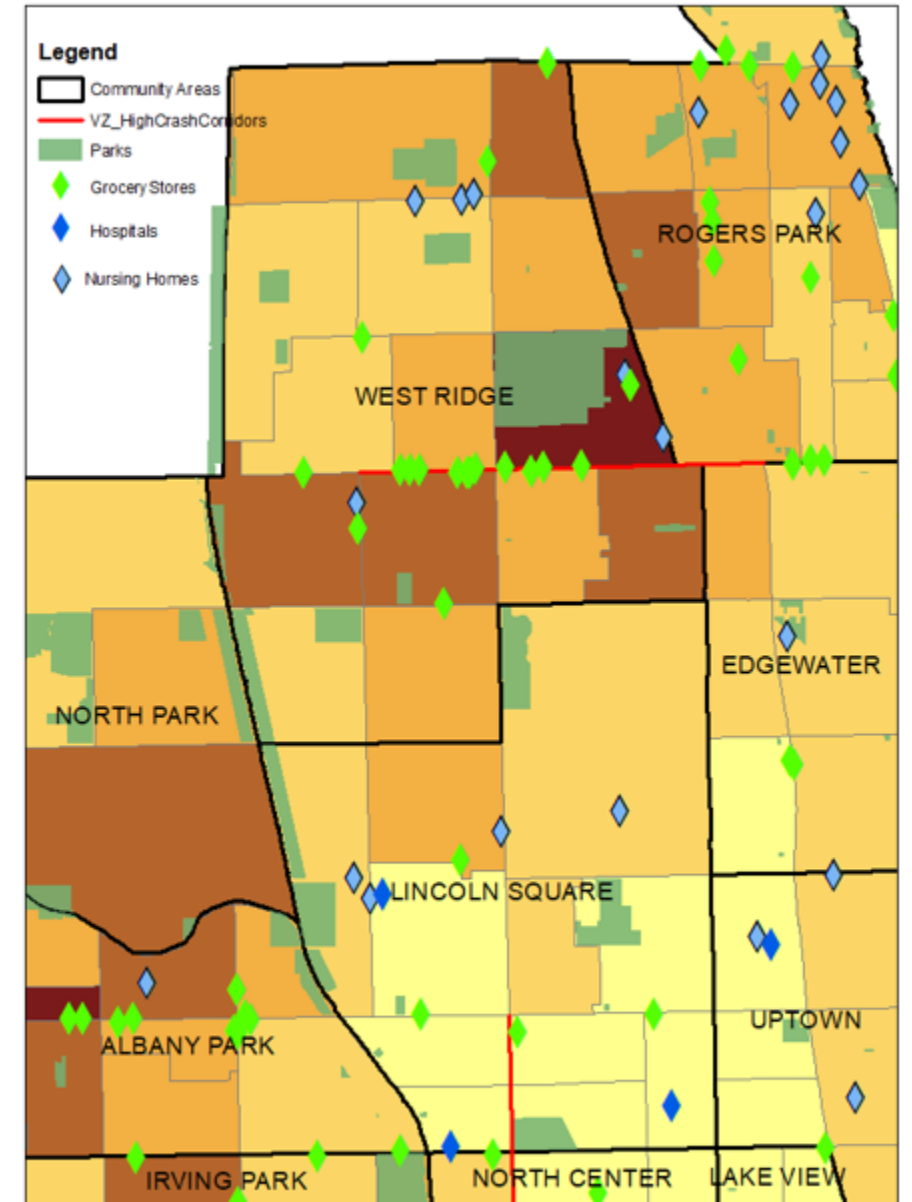 Legend
Community Areas
VZ_HighCrashCorridors
Parks
Grocery Stores
Hospitals
Nursing Homes
ROGERS PARK
WEST RIDGE
EDGEWATER
NORTH PARK
LINCOLN SQUARE
UPTOWN
ALBANY PARK
IRVING PARK
NORTH CENTER
LAKE VIEW